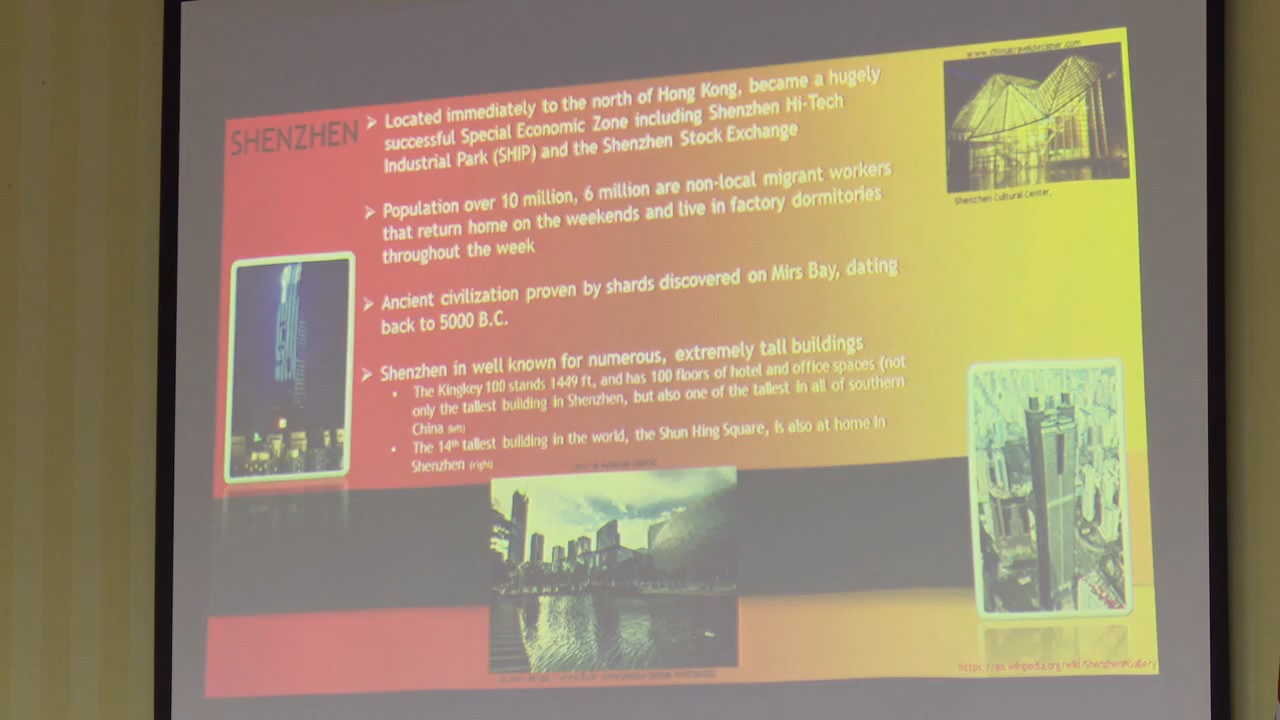 www.chinatraveldesigner.com
SHENZHEN
➤ Located immediately to the north of Hong Kong, became a hugely
successful Special Economic Zone including Shenzhen Hi-Tech
Industrial Park (SHIP) and the Shenzhen Stock Exchange
Shenzhen Cultural Center,
➤ Population over 10 million, 6 million are non-local migrant workers
that return home on the weekends and live in factory dormitories
throughout the week
➤ Ancient civilization proven by shards discovered on Mirs Bay, dating
back to 5000 B.C.
➤ Shenzhen in well known for numerous, extremely tall buildings
• The Kingkey 100 stands 1449 ft, and has 100 floors of hotel and office spaces (not
only the tallest building in Shenzhen, but also one of the tallest in all of southern
China (left)
• The 14th tallest building in the world, the Shun Hing Square, is also at home in
Shenzhen (right)
https://en.wikipedia.org/wiki/Shenzhen#Gallery